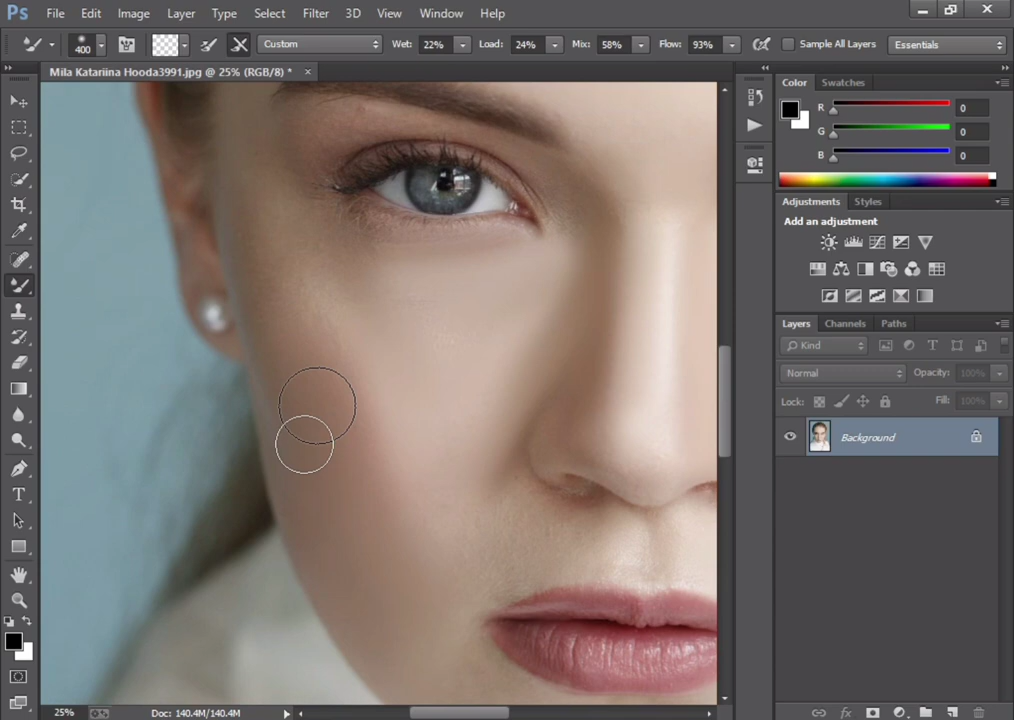 Ps File Edit Image Layer Type Select Filter 3D View Window Help
400 Custom Wet: 22% Load: 24% Mix: 58% Flow: 93% Sample All Layers Essentials
Mila Katariina Hooda3991.jpg @ 25% (RGB/8) * ×
Color Swatches
R 0
G 0
B 0
Adjustments Styles
Add an adjustment
Layers Channels Paths
Kind
Normal Opacity: 100%
Lock: Fill: 100%
Background
25% Doc: 140.4M/140.4M